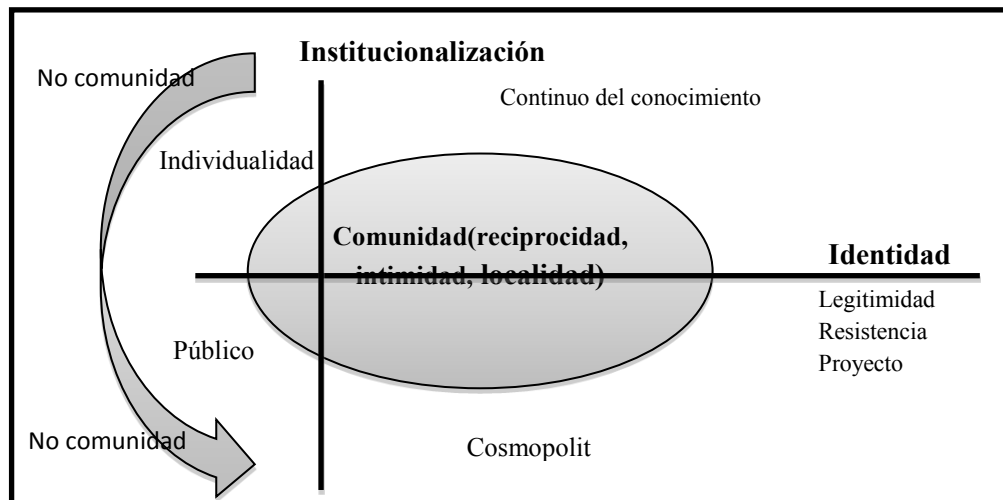 Institucionalización
No comunidad
Continuo del conocimiento
Individualidad
Comunidad(reciprocidad,
intimidad, localidad)
Identidad
Legitimidad
Resistencia
Proyecto
Público
No comunidad
Cosmopolit